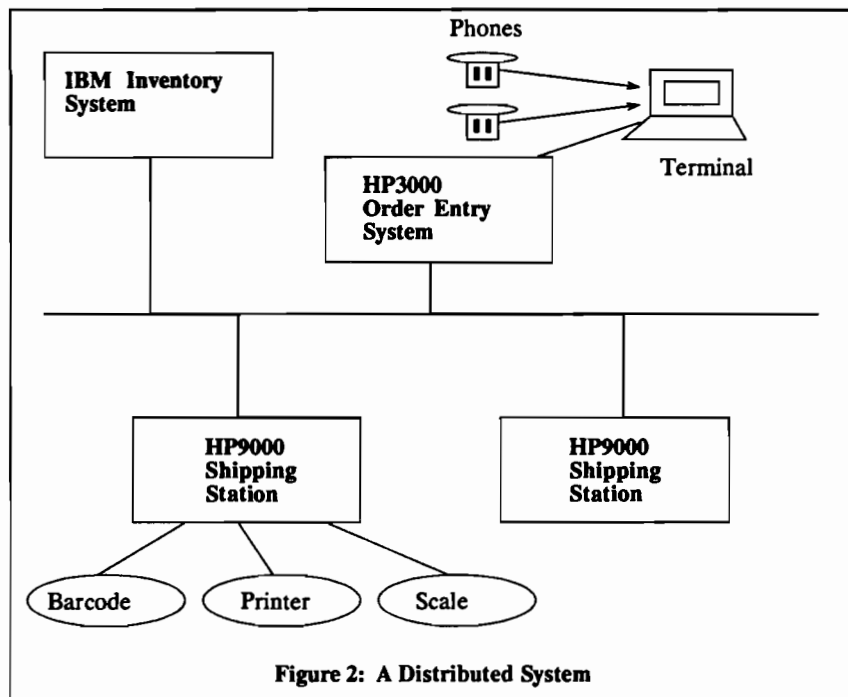 Phones
IBM Inventory
System
Terminal
HP3000
Order Entry
System
HP9000
Shipping
Station
HP9000
Shipping
Station
Barcode
Printer
Scale
Figure 2: A Distributed System